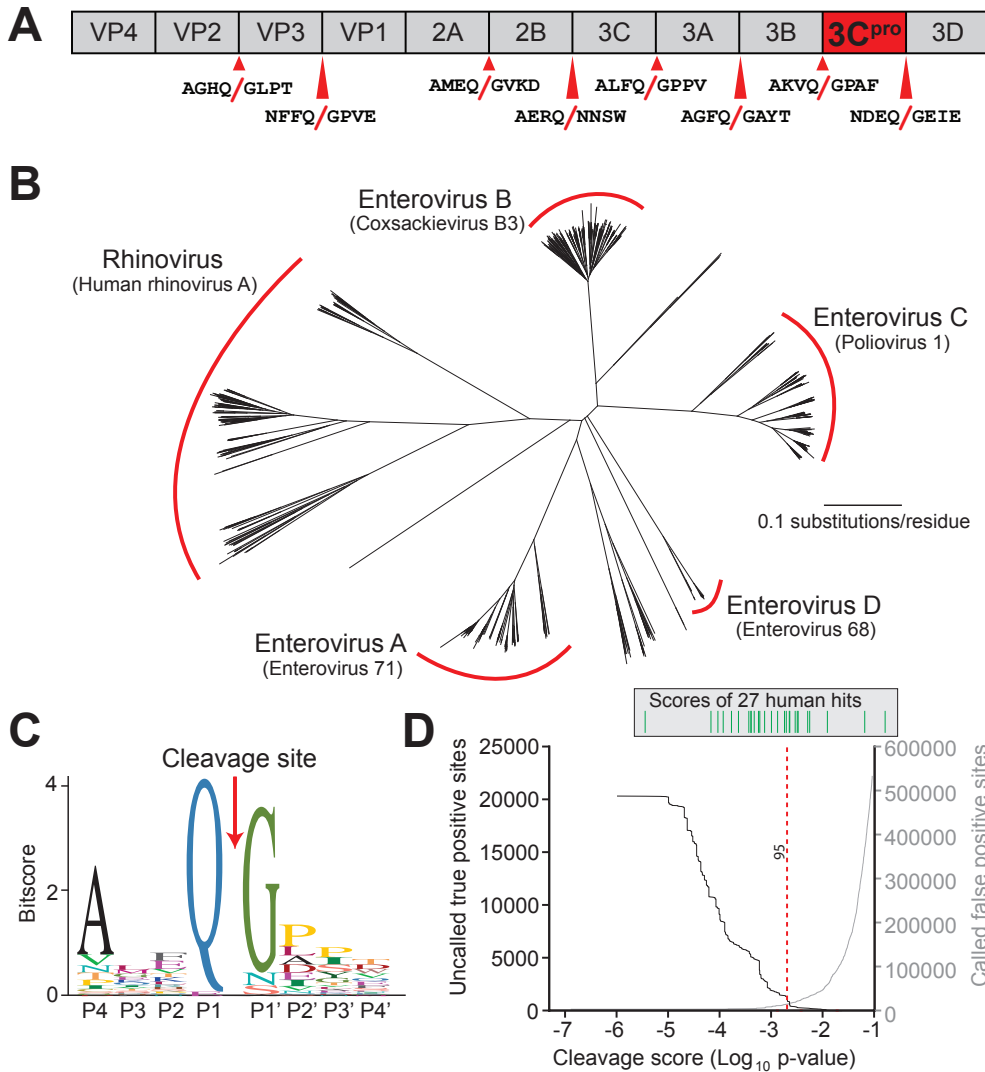 A
VP4 VP2 VP3 VP1 2A 2B 3C 3A 3B 3Cpro 3D
AGHQ/GLPT
AMEQ/GVKD
ALFQ/GPPV
AKVQ/GPAF
NFFQ/GPVE
AERQ/NNSW
AGFQ/GAYT
NDEQ/GEIE
B
Enterovirus B
(Coxsackievirus B3)
Rhinovirus
(Human rhinovirus A)
Enterovirus C
(Poliovirus 1)
0.1 substitutions/residue
Enterovirus D
(Enterovirus 68)
Enterovirus A
(Enterovirus 71)
C
Cleavage site
Bitscore
4
2
0
A
Q G
P
P4 P3 P2 P1 P1' P2' P3' P4'
D
Scores of 27 human hits
Uncalled true positive sites
25000
20000
15000
10000
5000
0
95
600000
500000
400000
300000
200000
100000
0
Called false positive sites
-7 -6 -5 -4 -3 -2 -1
Cleavage score (Log10 p-value)